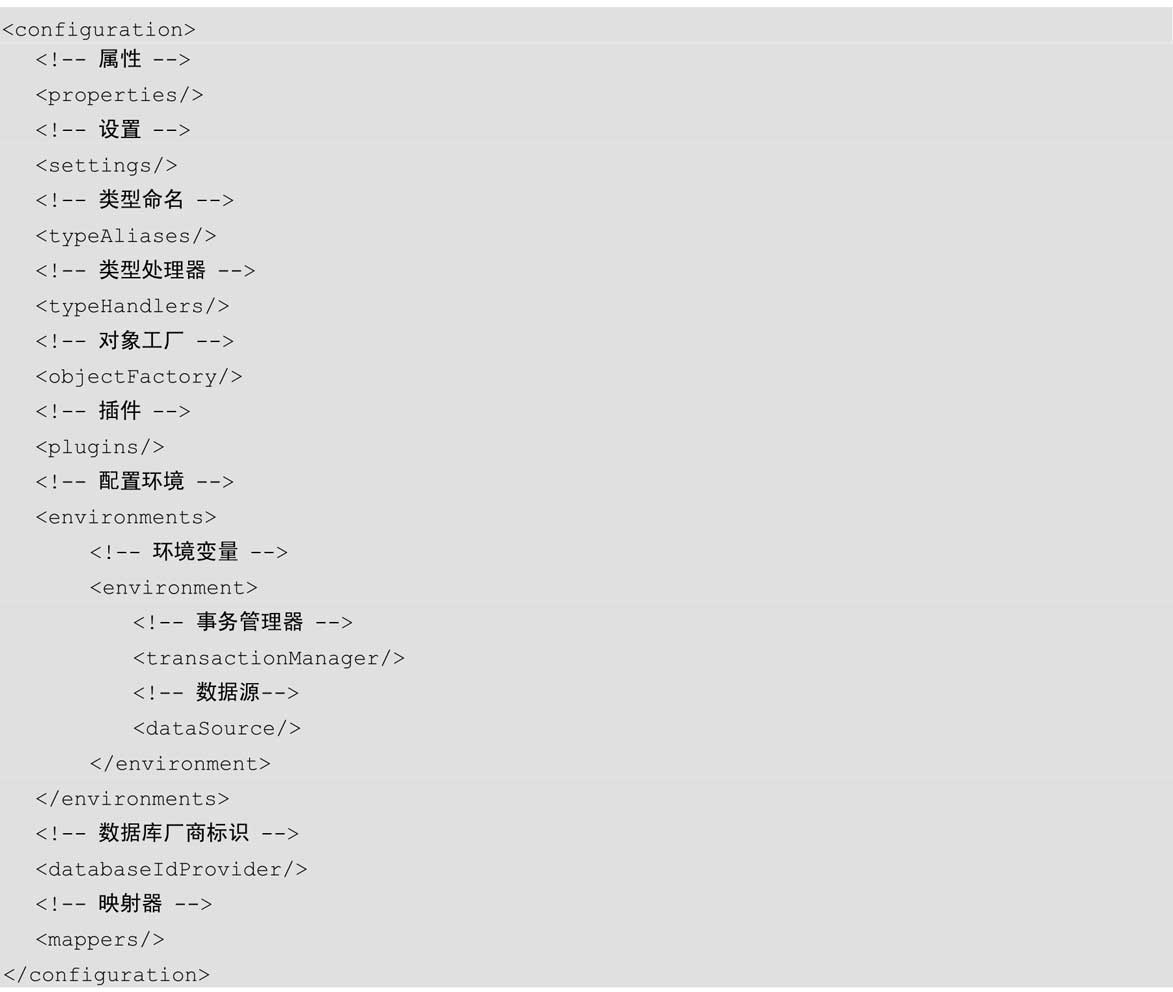 <configuration>
<!-- 属性 -->
<properties/>
<!-- 设置 -->
<settings/>
<!-- 类型命名 -->
<typeAliases/>
<!-- 类型处理器 -->
<typeHandlers/>
<!-- 对象工厂 -->
<objectFactory/>
<!-- 插件 -->
<plugins/>
<!-- 配置环境 -->
<environments>
<!-- 环境变量 -->
<environment>
<!-- 事务管理器 -->
<transactionManager/>
<!-- 数据源-->
<dataSource/>
</environment>
</environments>
<!-- 数据库厂商标识 -->
<databaseIdProvider/>
<!-- 映射器 -->
<mappers/>
</configuration>